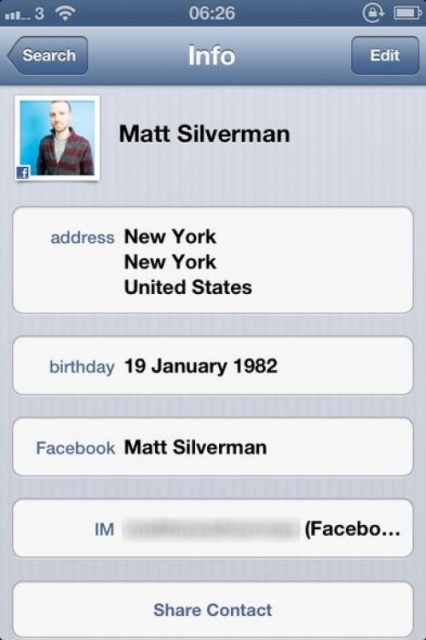 3 06:26
Search Info Edit
Matt Silverman
address New York
New York
United States
birthday 19 January 1982
Facebook Matt Silverman
IM (Facebo...
Share Contact